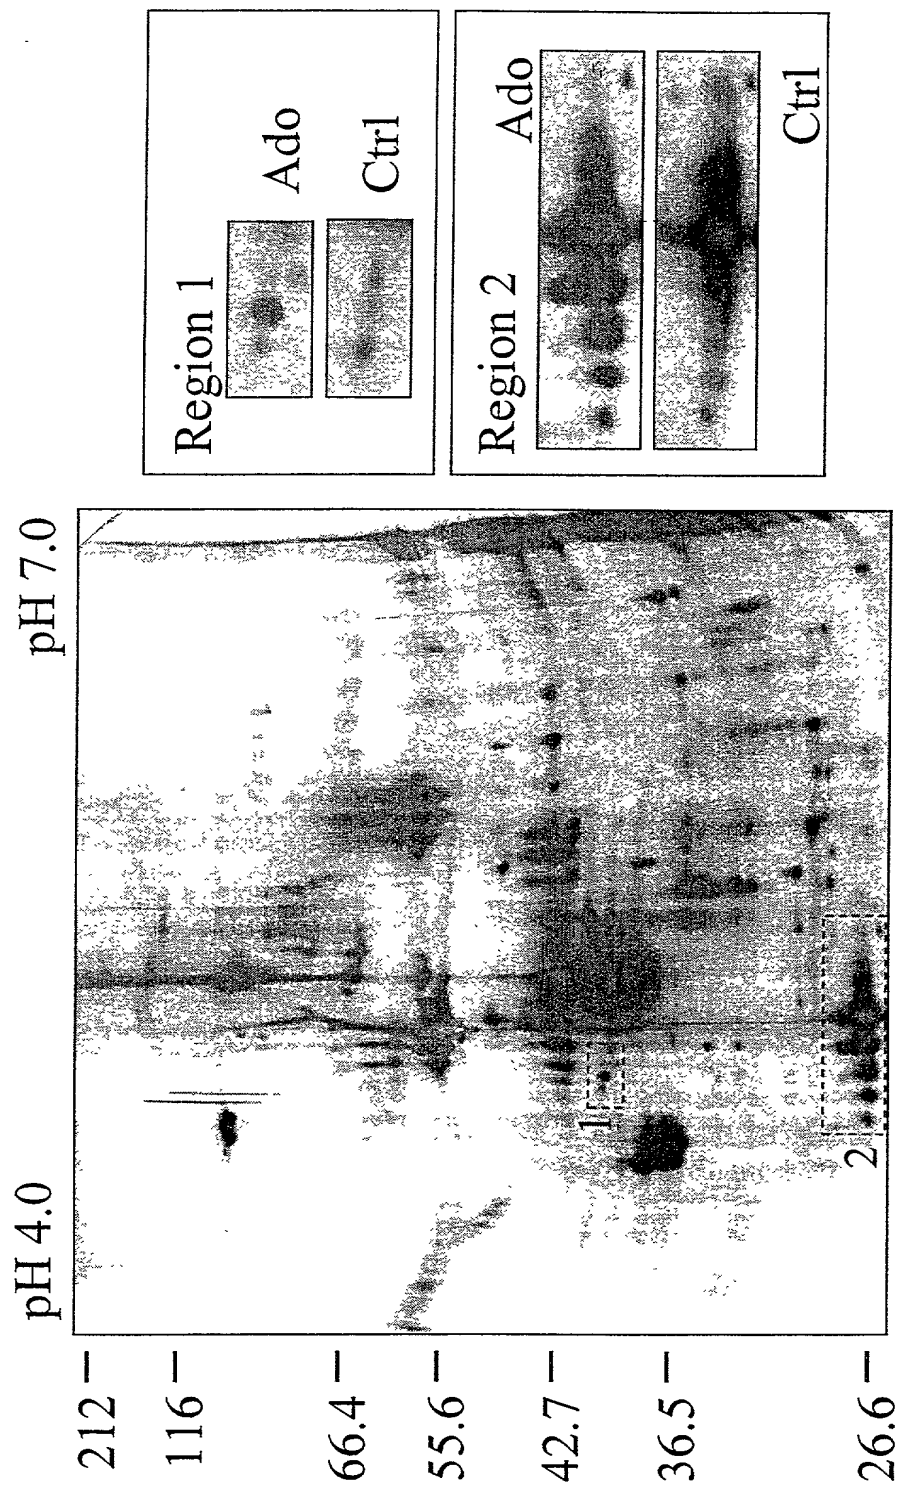 pH 4.0
pH 7.0
212
116
66.4
55.6
42.7
36.5
26.6
1
2
Region 1
Ado
Ctrl
Region 2
Ado
Ctrl